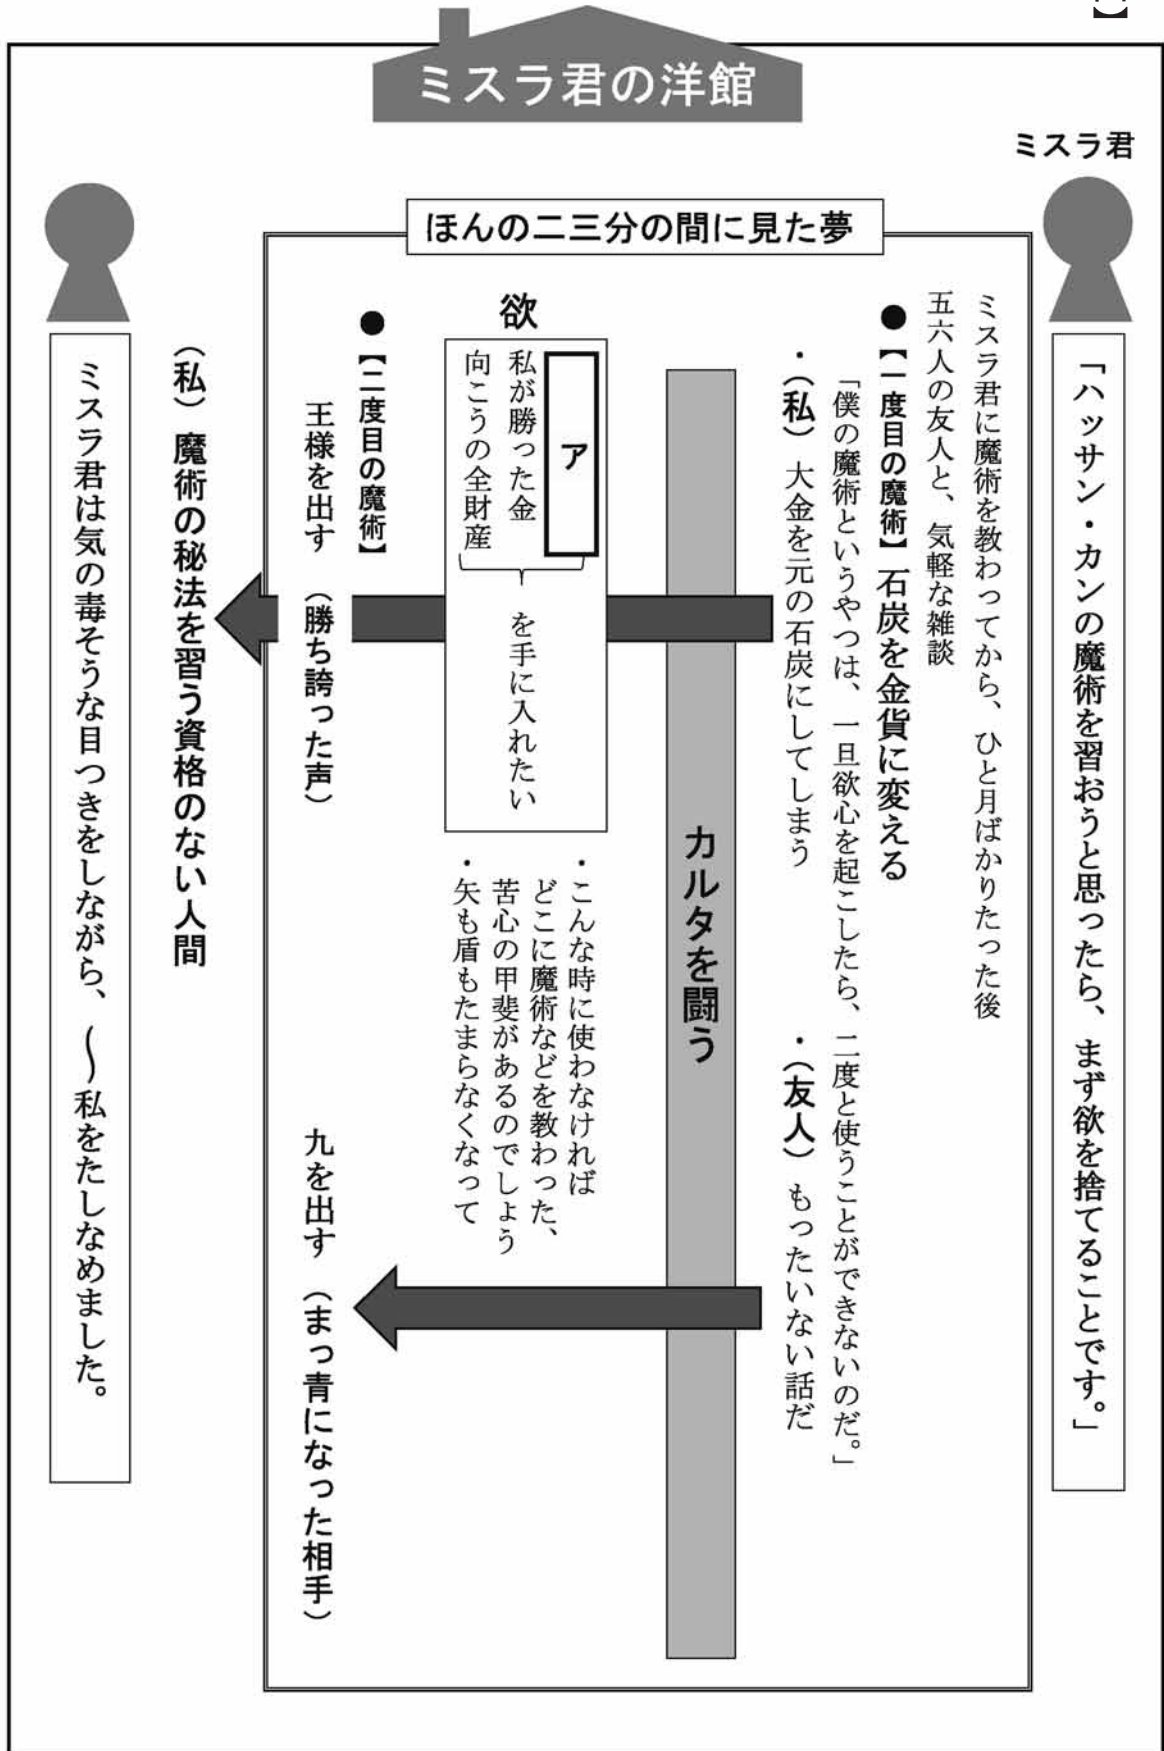 ミスラ君の洋館
ミスラ君
「ハッサン・カンの魔術を習おうと思ったら、まず欲を捨てることです。」
ほんの二三分の間に見た夢
ミスラ君に魔術を教わってから、ひと月ばかりたった後
五六人の友人と、気軽な雑談
●【一度目の魔術】石炭を金貨に変える
「僕の魔術というやつは、一旦欲心を起こしたら、二度と使うことができないのだ。」
・（私）大金を元の石炭にしてしまう
・（友人）もったいない話だ
カルタを闘う
欲
ア
私が勝った金
向こうの全財産
を手に入れたい
・こんな時に使わなければ
どこに魔術などを教わった、
苦心の甲斐があるのでしょう
・矢も盾もたまらなくなって
●【二度目の魔術】
王様を出す（勝ち誇った声）
九を出す（まっ青になった相手）
（私）魔術の秘法を習う資格のない人間
ミスラ君は気の毒そうな目つきをしながら、〜私をたしなめました。